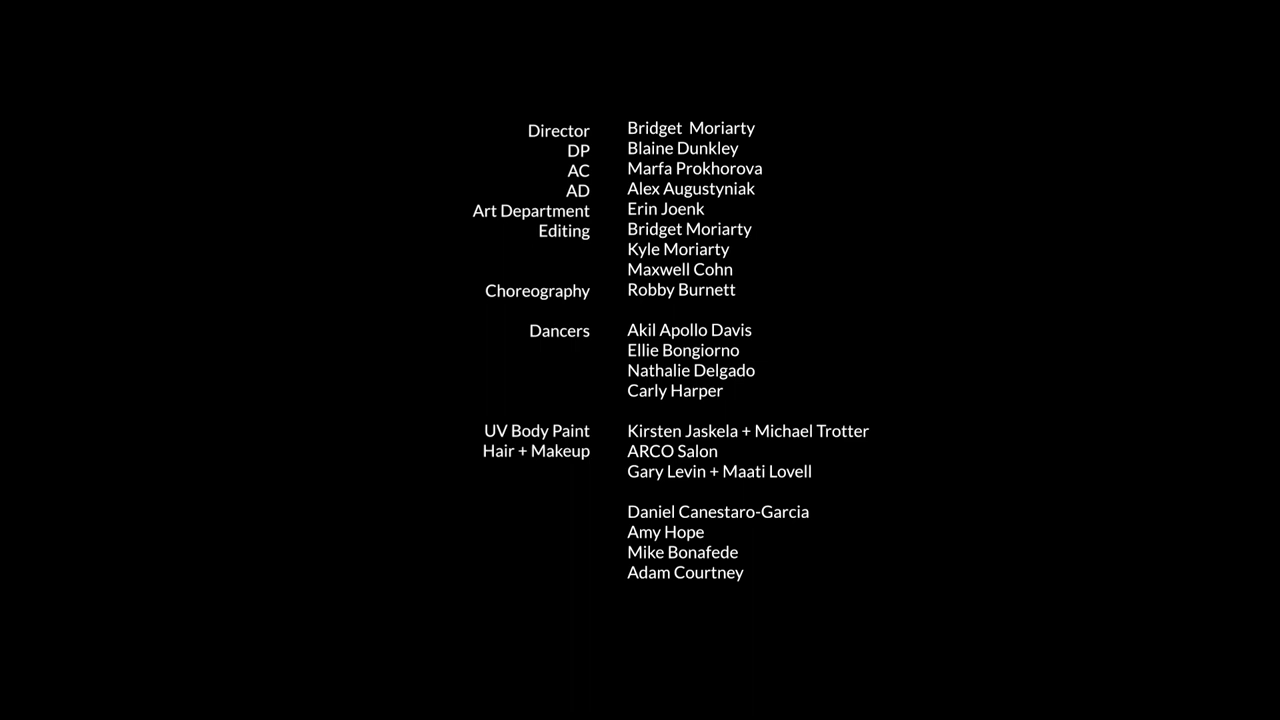 Director Bridget Moriarty
DP Blaine Dunkley
AC Marfa Prokhorova
AD Alex Augustyniak
Art Department Erin Joenk
Editing Bridget Moriarty
Kyle Moriarty
Maxwell Cohn
Choreography Robby Burnett
Dancers Akil Apollo Davis
Ellie Bongiorno
Nathalie Delgado
Carly Harper
UV Body Paint Kirsten Jaskela + Michael Trotter
Hair + Makeup ARCO Salon
Gary Levin + Maati Lovell
Daniel Canestaro-Garcia
Amy Hope
Mike Bonafede
Adam Courtney